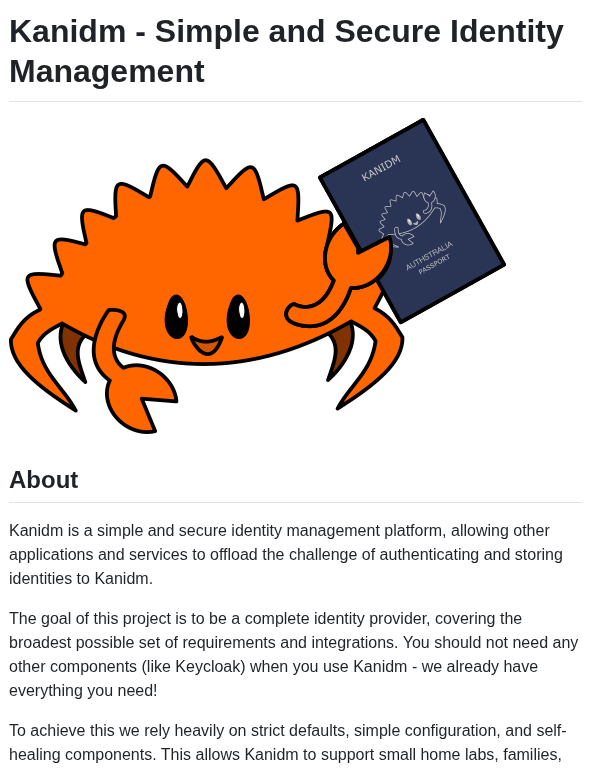 Kanidm - Simple and Secure Identity
Management
KANIDM
AUTHSTRALIA
PASSPORT
About
Kanidm is a simple and secure identity management platform, allowing other
applications and services to offload the challenge of authenticating and storing
identities to Kanidm.
The goal of this project is to be a complete identity provider, covering the
broadest possible set of requirements and integrations. You should not need any
other components (like Keycloak) when you use Kanidm - we already have
everything you need!
To achieve this we rely heavily on strict defaults, simple configuration, and self-
healing components. This allows Kanidm to support small home labs, families,